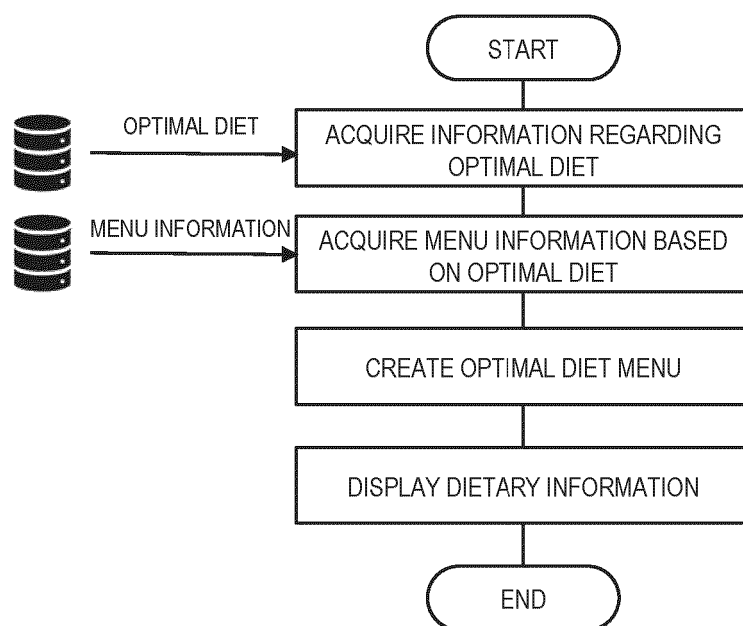 START
OPTIMAL DIET
ACQUIRE INFORMATION REGARDING
OPTIMAL DIET
MENU INFORMATION
ACQUIRE MENU INFORMATION BASED
ON OPTIMAL DIET
CREATE OPTIMAL DIET MENU
DISPLAY DIETARY INFORMATION
END